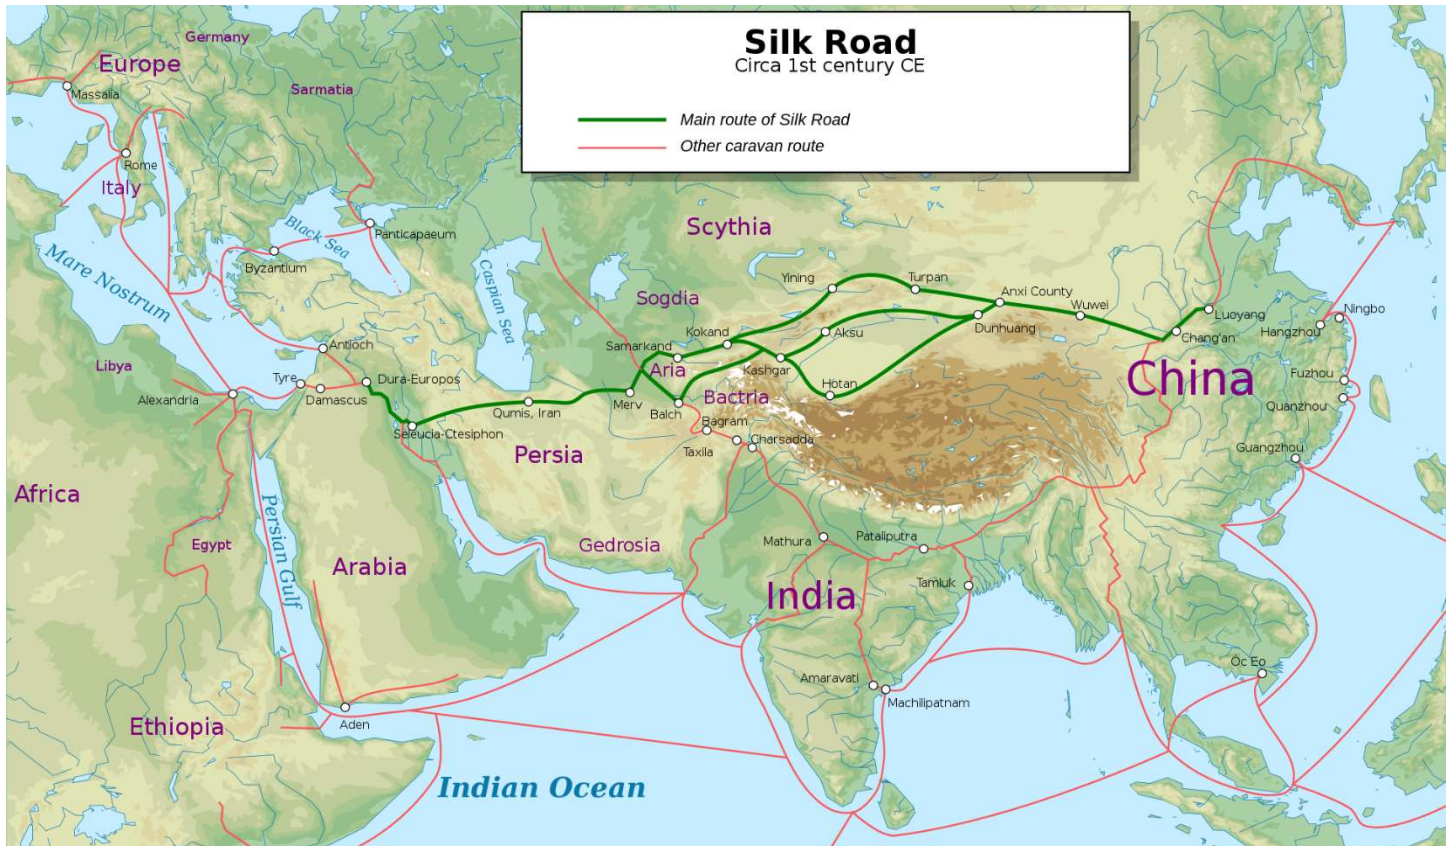 Silk Road
Circa 1st century CE
Main route of Silk Road
Other caravan route
Germany
Europe
Sarmatia
Massalia
Rome
Italy
Mare Nostrum
Black Sea
Panticapaeum
Byzantium
Caspian Sea
Scythia
Sogdia
Yining
Turpan
Anxi County
Wuwei
Dunhuang
Luoyang
Chang'an
Ningbo
Hangzhou
Kokand
Aksu
Samarkand
Aria
Kashgar
Hotan
China
Fuzhou
Quanzhou
Guangzhou
Libya
Antioch
Tyre
Damascus
Dura-Europos
Alexandria
Seleucia-Ctesiphon
Qumis, Iran
Merv
Balch
Bactria
Bagram
Taxila
Charsadda
Persia
Africa
Persian Gulf
Egypt
Arabia
Gedrosia
Mathura
Pataliputra
Tamluk
India
Amaravati
Machilipatnam
Óc Eo
Ethiopia
Aden
Indian Ocean